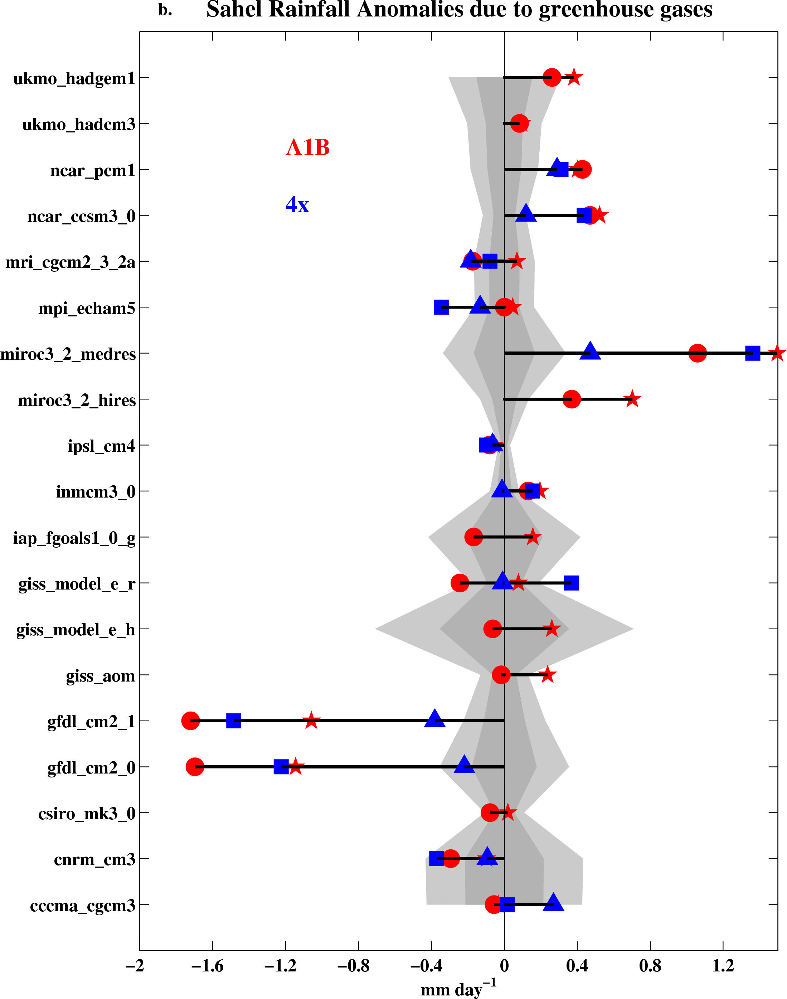 b. Sahel Rainfall Anomalies due to greenhouse gases
ukmo_hadgem1
ukmo_hadcm3
A1B
ncar_pcm1
4x
ncar_ccsm3_0
mri_cgcm2_3_2a
mpi_echam5
miroc3_2_medres
miroc3_2_hires
ipsl_cm4
inmcm3_0
iap_fgoals1_0_g
giss_model_e_r
giss_model_e_h
giss_aom
gfdl_cm2_1
gfdl_cm2_0
csiro_mk3_0
cnrm_cm3
cccma_cgcm3
−2 −1.6 −1.2 −0.8 −0.4 0 0.4 0.8 1.2
mm day⁻¹